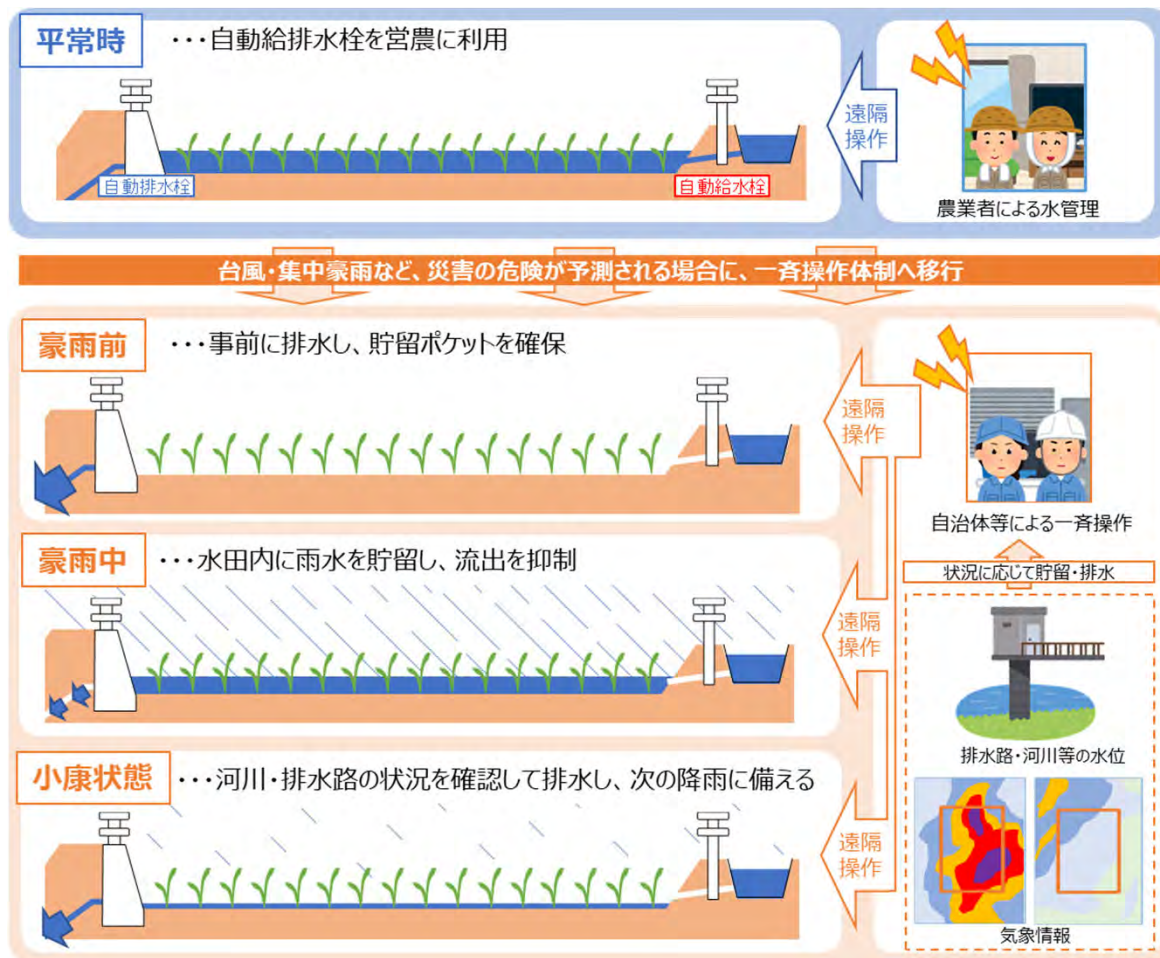 平常時
・・・自動給排水栓を営農に利用
遠隔
操作
自動排水栓
自動給水栓
農業者による水管理
台風・集中豪雨など、災害の危険が予測される場合に、一斉操作体制へ移行
豪雨前
・・・事前に排水し、貯留ポケットを確保
遠隔
操作
自治体等による一斉操作
豪雨中
・・・水田内に雨水を貯留し、流出を抑制
遠隔
操作
状況に応じて貯留・排水
排水路・河川等の水位
小康状態
・・・河川・排水路の状況を確認して排水し、次の降雨に備える
遠隔
操作
気象情報